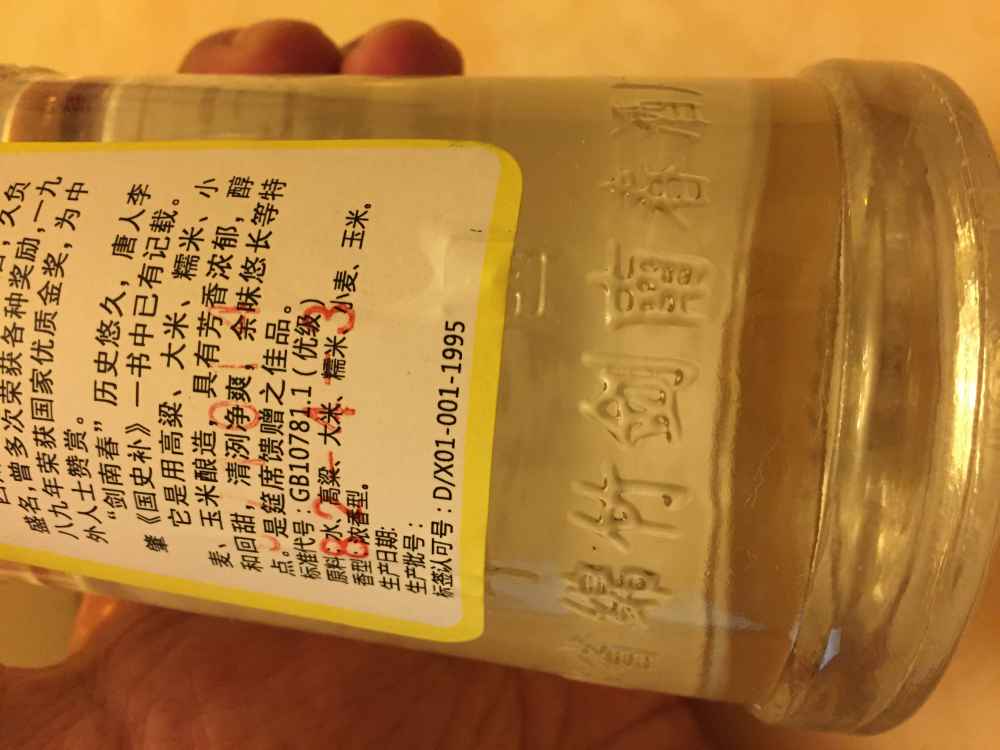 名，久负
盛名，曾多次荣获各种奖励，一九
八九年荣获国家优质金奖，为中
外人士赞赏。
“剑南春”历史悠久，唐人李
肇《国史补》一书中已有记载。
它是用高粱、大米、糯米、小
麦、玉米酿造，具有芳香浓郁，醇
和回甜，清洌净爽，余味悠长等特
点。是筵席馈赠之佳品。
标准代号：GB10781.1（优级）
原料：水、高粱、大米、糯米、小麦、玉米。
香型：浓香型。
生产日期：
生产批号：
标签认可号：D/X01-001-1995
绵竹剑南春酒